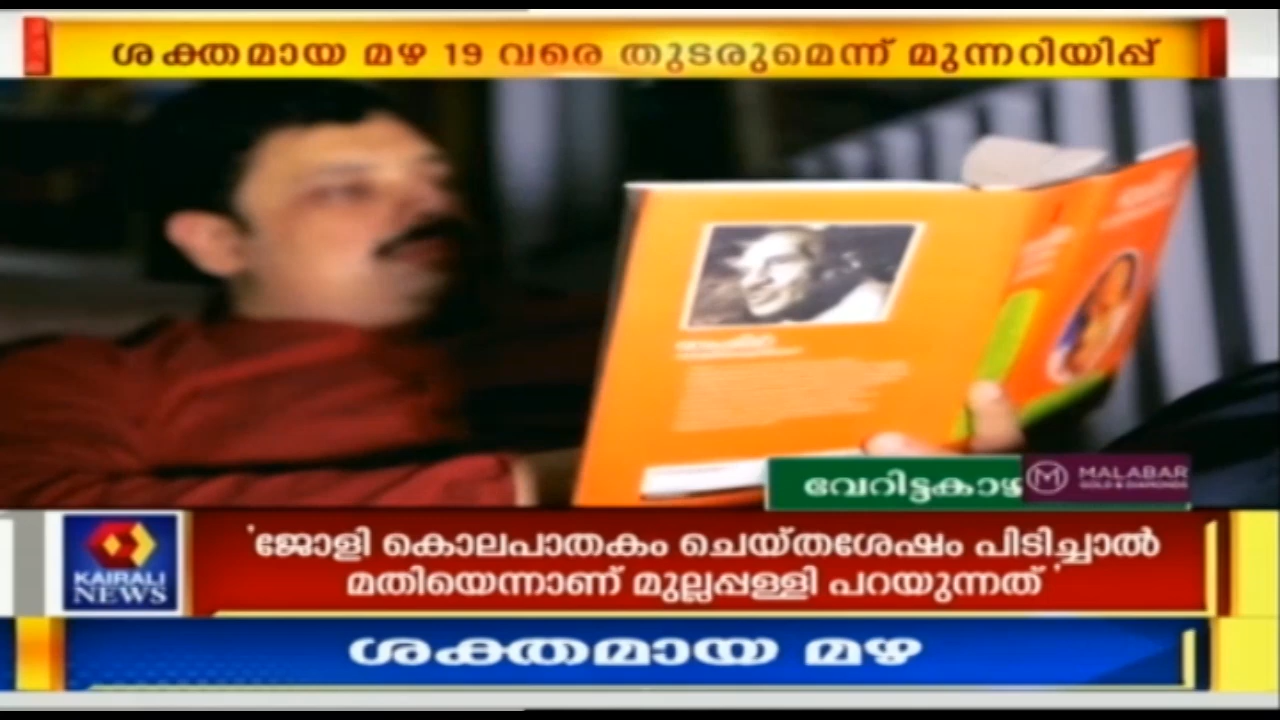 ശക്തമായ മഴ 19 വരെ തുടരുമെന്ന് മുന്നറിയിപ്പ്
വേറിട്ടകാഴ
MALABAR
GOLD & DIAMONDS
KAIRALI
NEWS
'ജോളി കൊലപാതകം ചെയ്തശേഷം പിടിച്ചാൽ
മതിയെന്നാണ് മുല്ലപ്പള്ളി പറയുന്നത് '
ശക്തമായ മഴ